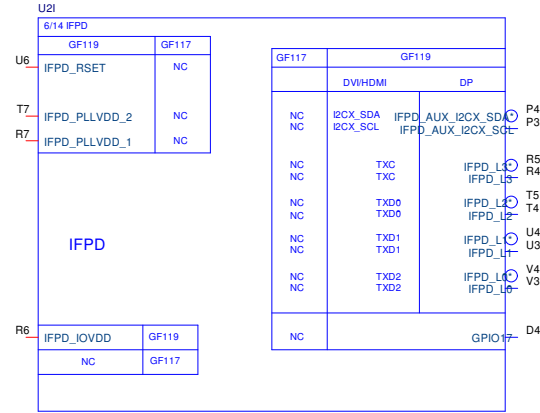 U2I
6/14 IFPD
GF119 GF117
U6 IFPD_RSET NC
T7 IFPD_PLLVDD_2 NC
R7 IFPD_PLLVDD_1 NC
IFPD
R6 IFPD_IOVDD GF119
NC GF117
GF117 GF119
DVI/HDMI DP
NC I2CX_SDA IFPD_AUX_I2CX_SDA* P4
NC I2CX_SCL IFPD_AUX_I2CX_SCL P3
NC TXC IFPD_L3* R5
NC TXC IFPD_L3 R4
NC TXD0 IFPD_L2* T5
NC TXD0 IFPD_L2 T4
NC TXD1 IFPD_L1* U4
NC TXD1 IFPD_L1 U3
NC TXD2 IFPD_L0* V4
NC TXD2 IFPD_L0 V3
NC GPIO17 D4